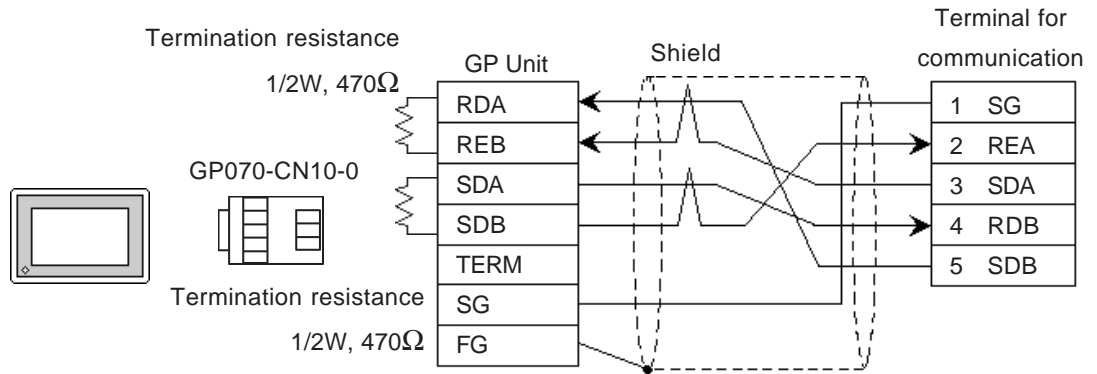 Termination resistance
1/2W, 470Ω
GP070-CN10-0
Termination resistance
1/2W, 470Ω
GP Unit
RDA
REB
SDA
SDB
TERM
SG
FG
Shield
Terminal for
communication
1 SG
2 REA
3 SDA
4 RDB
5 SDB